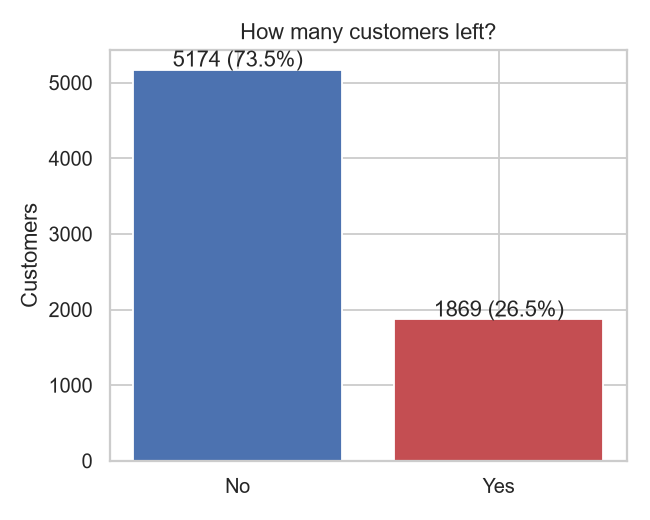 How many customers left?
5174 (73.5%)
5000
4000
3000
2000
1000
0
Customers
1869 (26.5%)
No
Yes